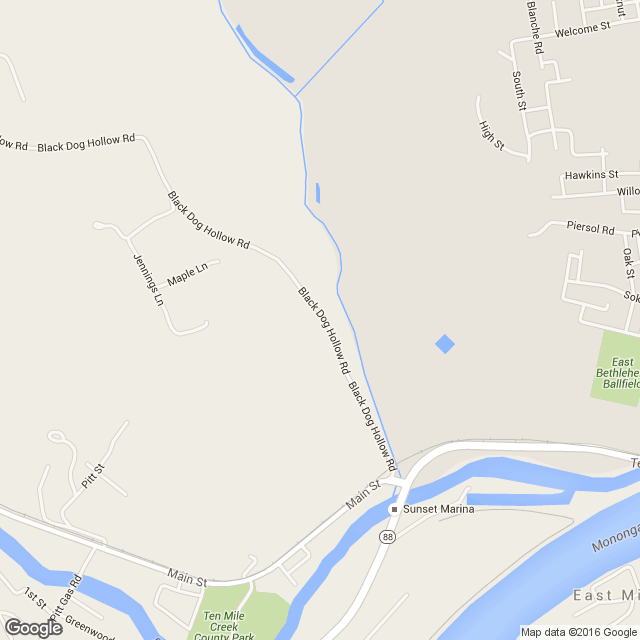 Welcome St
Blanche Rd
South St
High St
Black Dog Hollow Rd
Hawkins St
Black Dog Hollow Rd
Piersol Rd
Oak St
Jennings Ln
Maple Ln
Black Dog Hollow Rd
East
Bethlehem
Ballfield
Black Dog Hollow Rd
Pitt St
Main St
Sunset Marina
88
Main St
Pitt Gas Rd
1st St
Ten Mile
Creek
County Park
Greenwood
East Mi
Monong
Google
Google
Map data ©2016 Google